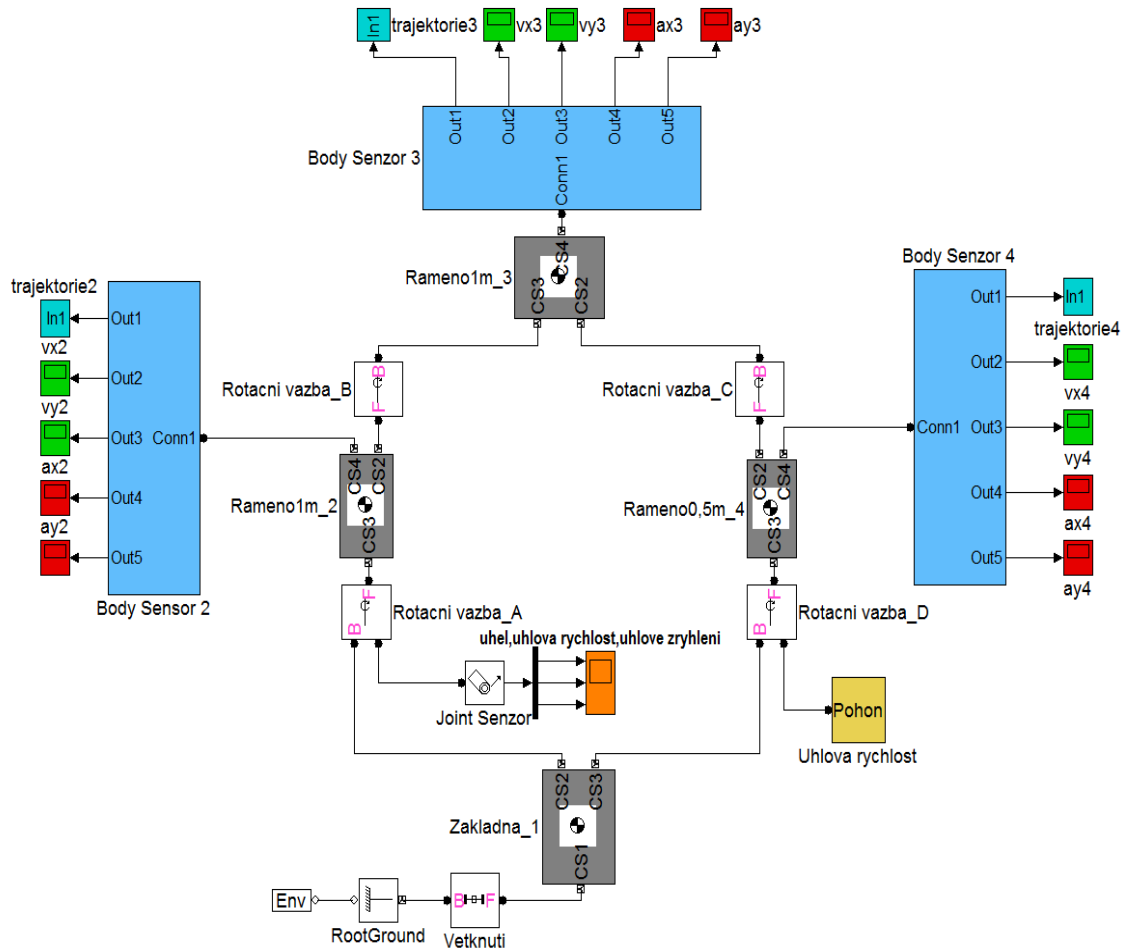 trajektorie3
vx3
vy3
ax3
ay3
In1
Out1
Out2
Out3
Out4
Out5
Body Senzor 3
Conn1
Rameno1m_3
CS4
CS3
CS2
Body Senzor 4
trajektorie2
In1
Out1
vx2
Out2
vy2
Out3
Conn1
ax2
Out4
ay2
Out5
Body Sensor 2
Out1
In1
trajektorie4
Out2
vx4
Conn1
Out3
vy4
Out4
ax4
Out5
ay4
Rotacni vazba_B
B
F
Rotacni vazba_C
B
F
Rameno1m_2
CS4
CS2
CS3
Rameno0,5m_4
CS2
CS4
CS3
Rotacni vazba_A
B
F
Rotacni vazba_D
B
F
uhel,uhlova rychlost,uhlove zryhleni
Joint Senzor
Pohon
Uhlova rychlost
Zakladna_1
CS2
CS3
CS1
Env
RootGround
B
F
Vetknuti